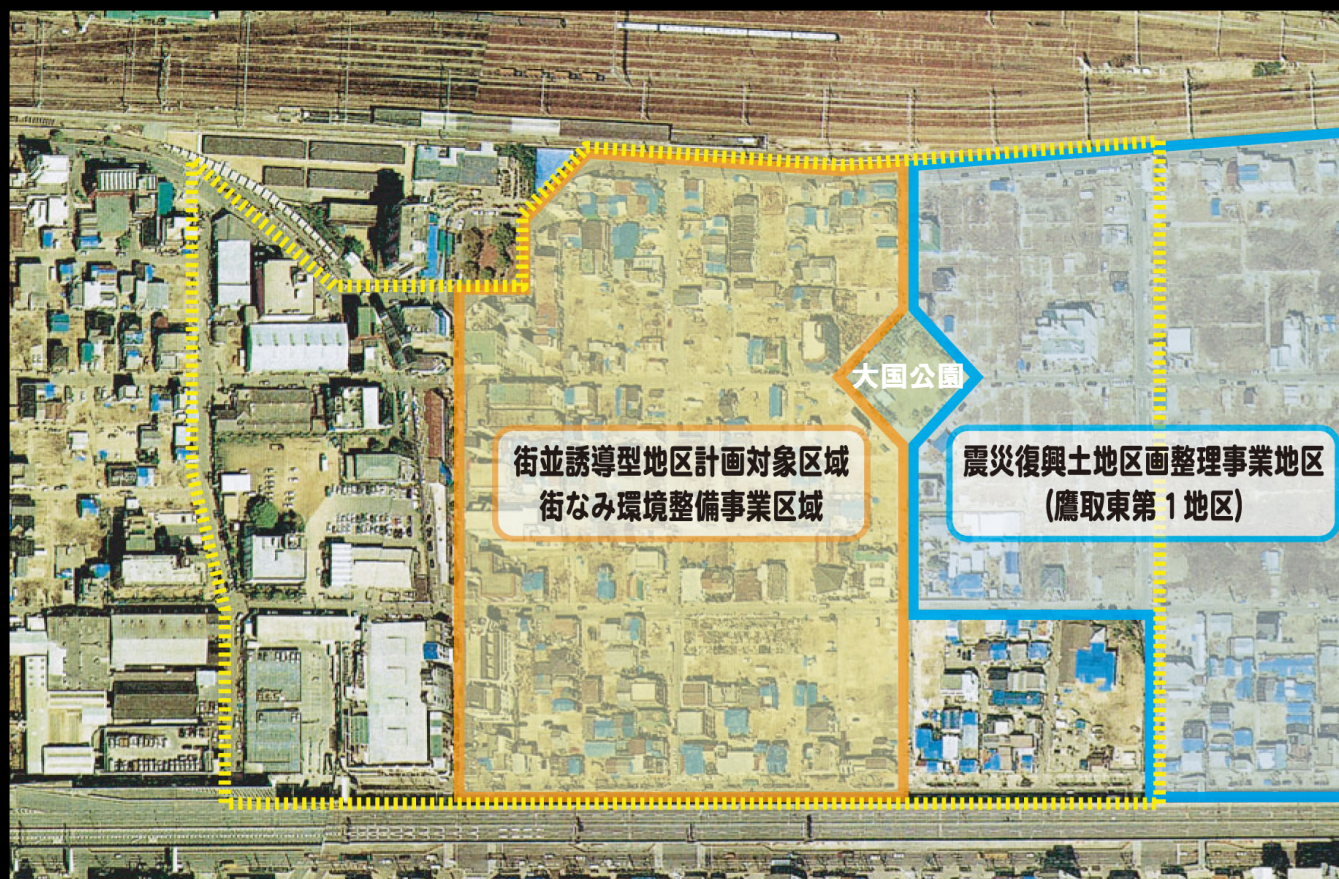 大国公園
街並誘導型地区計画対象区域
街なみ環境整備事業区域
震災復興土地区画整理事業地区
(鷹取東第1地区)